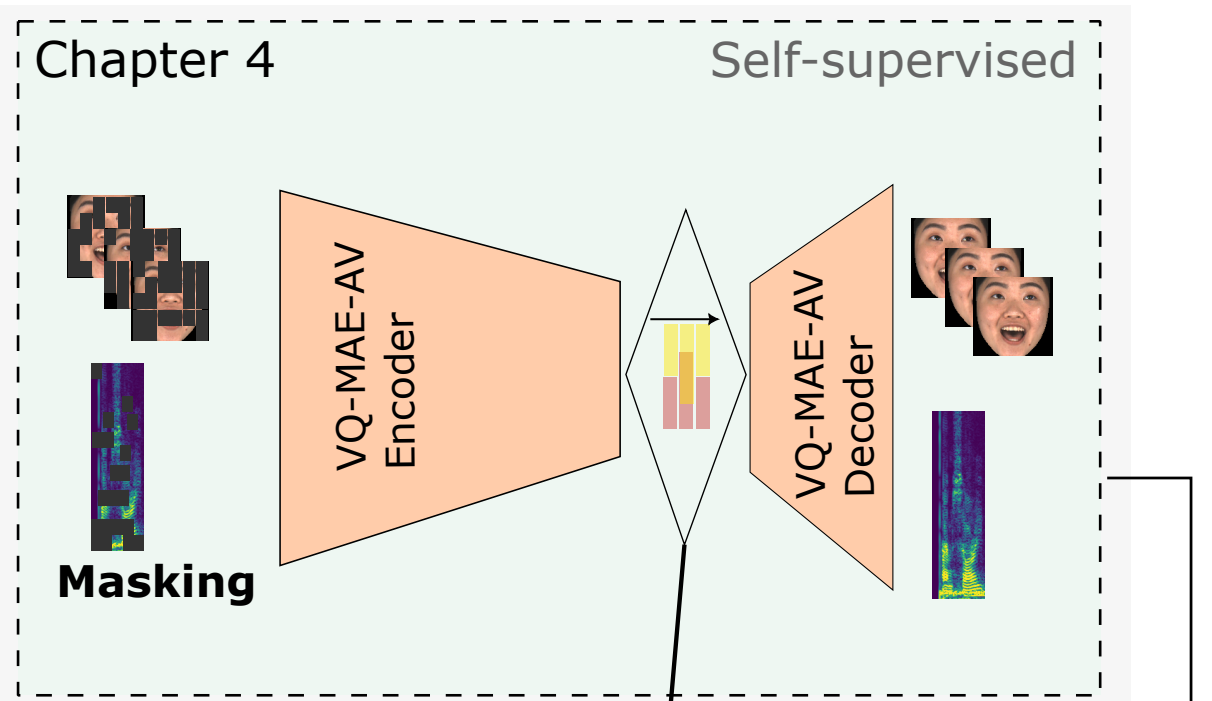 Chapter 4
Self-supervised
VQ-MAE-AV
Encoder
VQ-MAE-AV
Decoder
Masking